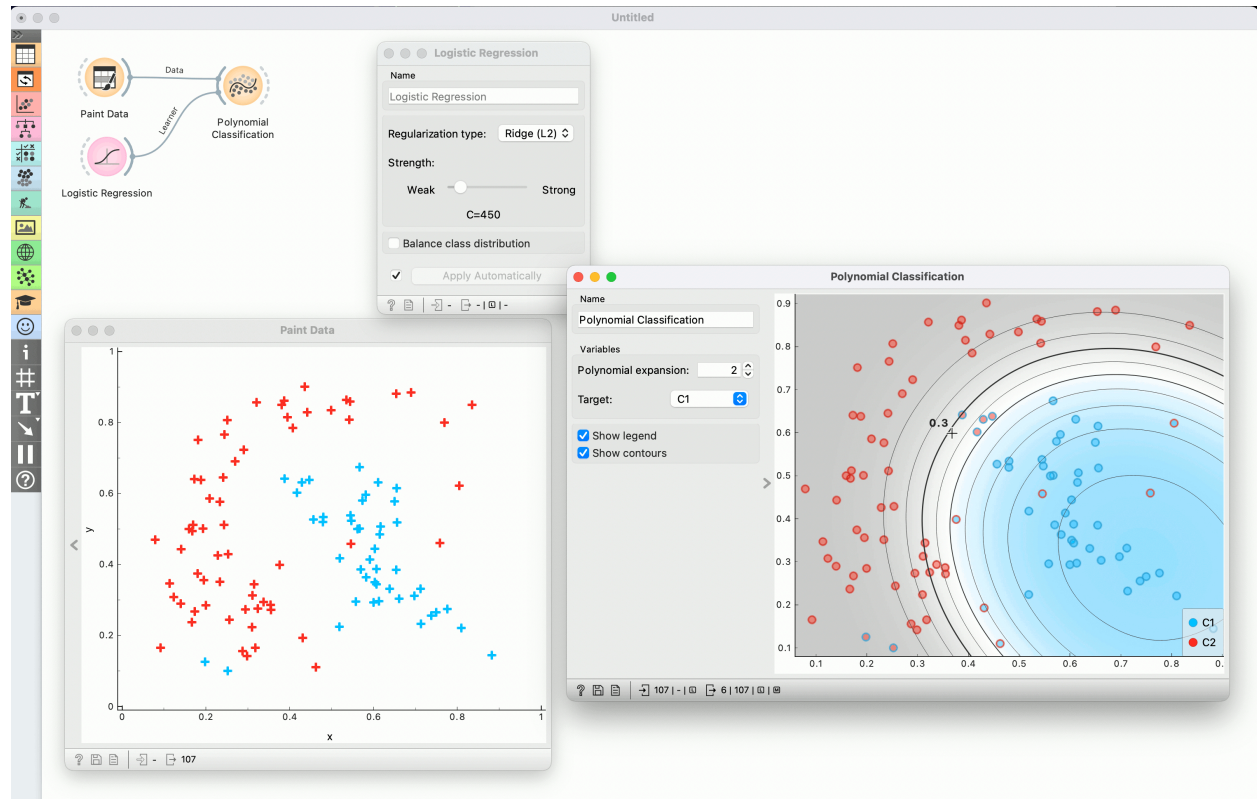 Untitled
Data
Learner
Paint Data
Polynomial
Classification
Logistic Regression
Logistic Regression
Name
Logistic Regression
Regularization type: Ridge (L2)
Strength:
Weak Strong
C=450
Balance class distribution
Apply Automatically
- - | - 
Paint Data
1
0.8
0.6
0.4
0.2
0
y
0 0.2 0.4 0.6 0.8 1
x
- 107
Polynomial Classification
Name
Polynomial Classification
Variables
Polynomial expansion: 2
Target: C1
Show legend
Show contours
0.9
0.8
0.7
0.6
0.5
0.4
0.3
0.2
0.1
0.3
C1
C2
0.1 0.2 0.3 0.4 0.5 0.6 0.7 0.8 0.
107 | - | 6 | 107 |